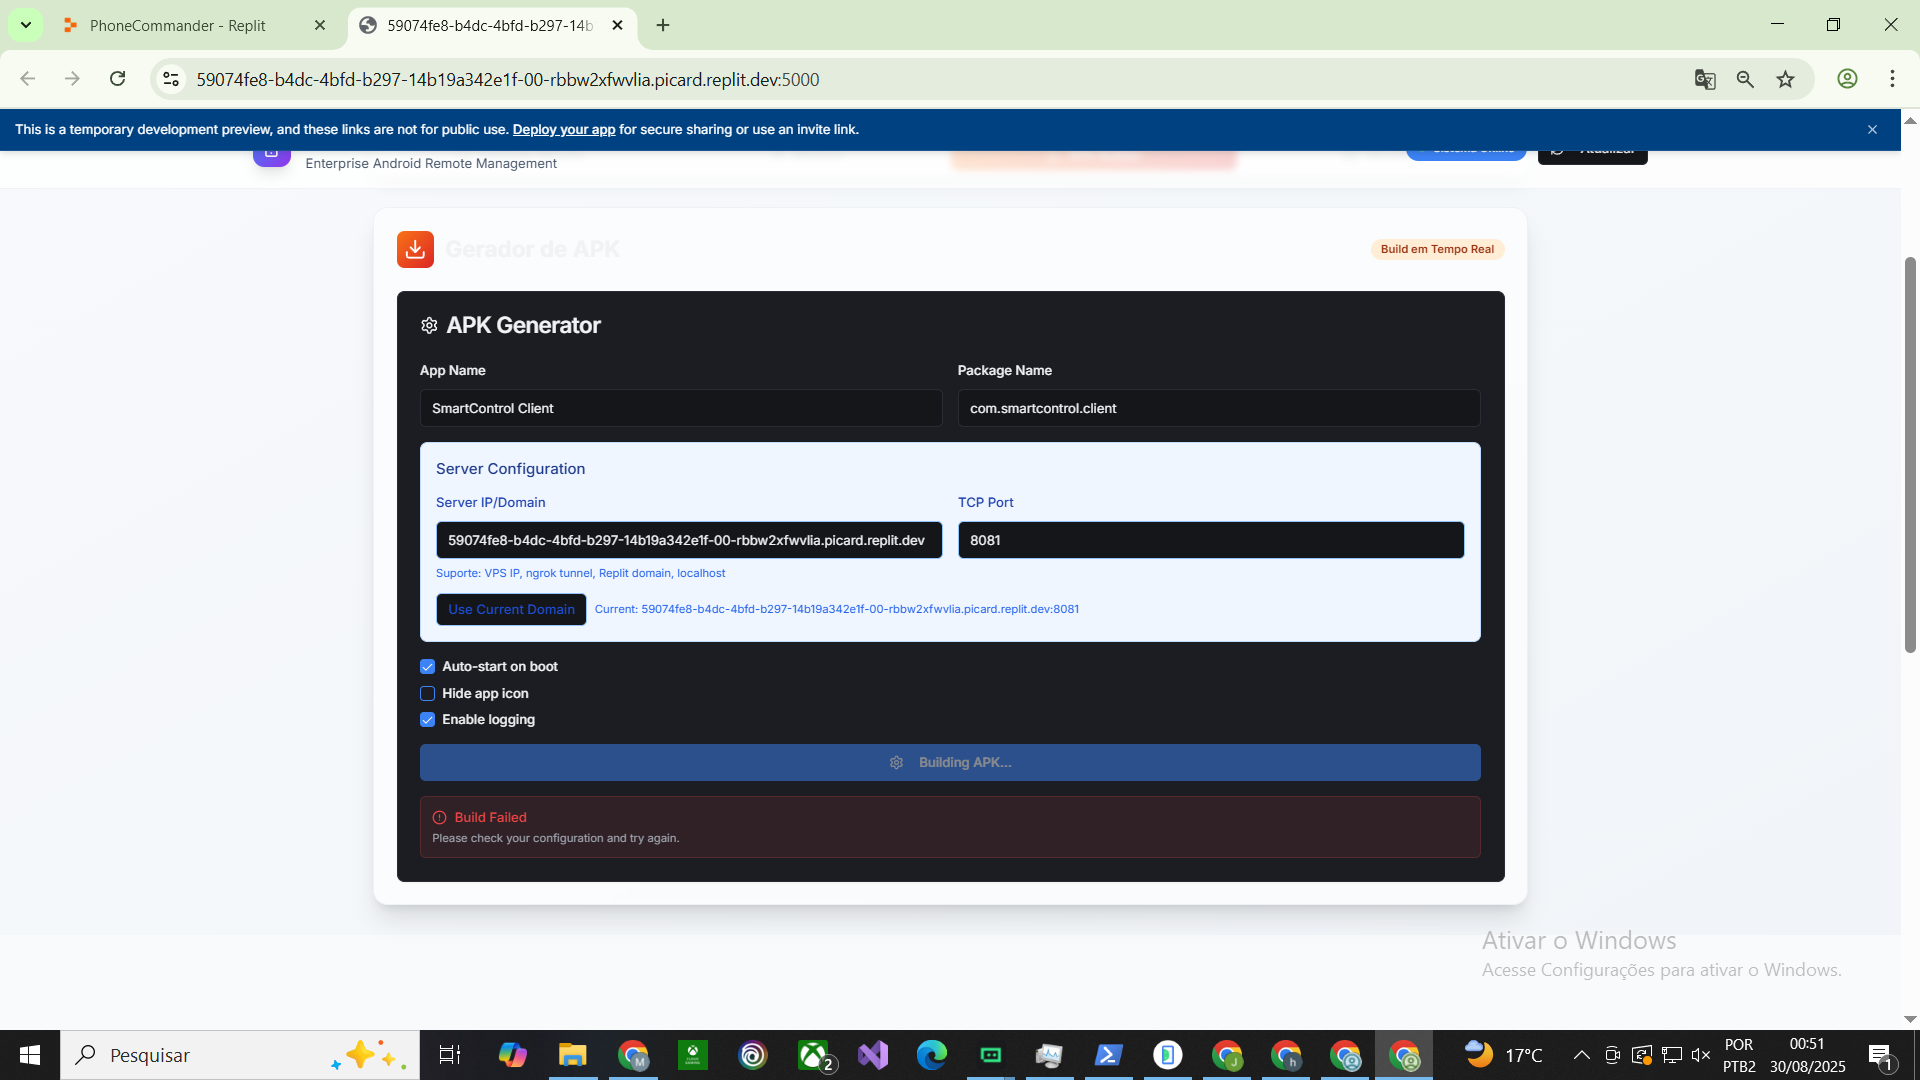 PhoneCommander - Replit
59074fe8-b4dc-4bfd-b297-14b
59074fe8-b4dc-4bfd-b297-14b19a342e1f-00-rbbw2xfwvlia.picard.replit.dev:5000
This is a temporary development preview, and these links are not for public use. Deploy your app for secure sharing or use an invite link.
Enterprise Android Remote Management
Sistema Online
Atualizar
Gerador de APK
Build em Tempo Real
APK Generator
App Name
Package Name
SmartControl Client
com.smartcontrol.client
Server Configuration
Server IP/Domain
TCP Port
59074fe8-b4dc-4bfd-b297-14b19a342e1f-00-rbbw2xfwvlia.picard.replit.dev
8081
Suporte: VPS IP, ngrok tunnel, Replit domain, localhost
Use Current Domain
Current: 59074fe8-b4dc-4bfd-b297-14b19a342e1f-00-rbbw2xfwvlia.picard.replit.dev:8081
Auto-start on boot
Hide app icon
Enable logging
Building APK...
Build Failed
Please check your configuration and try again.
Ativar o Windows
Acesse Configurações para ativar o Windows.
Pesquisar
2
17°C
POR
PTB2
00:51
30/08/2025
1